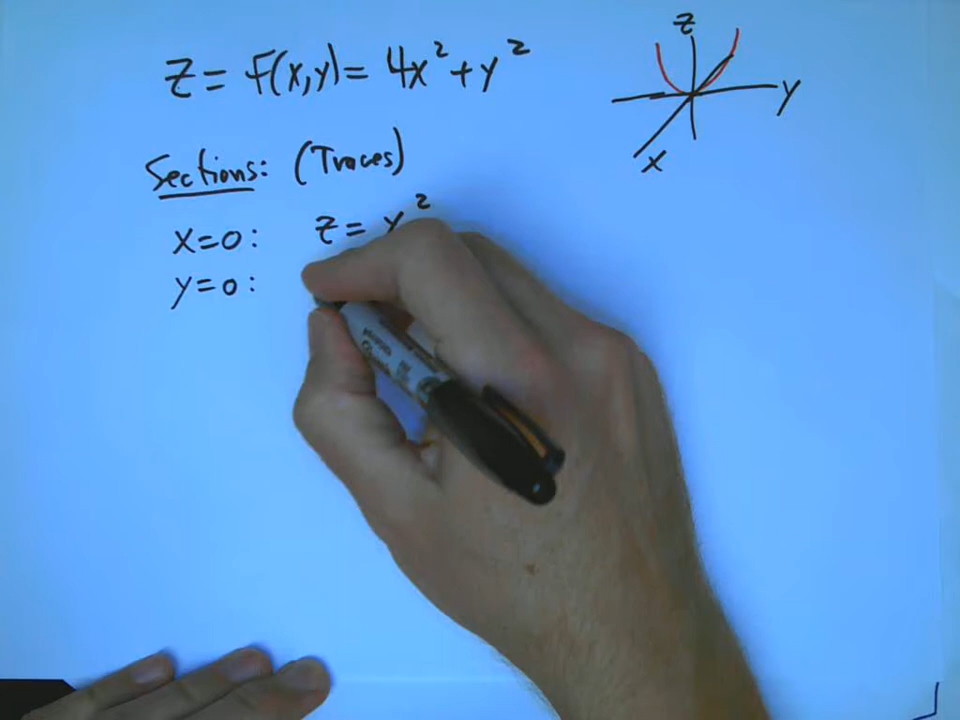 z = f(x,y) = 4x² + y²
z
y
x
Sections: (Traces)
x=0: z = y²
y=0: